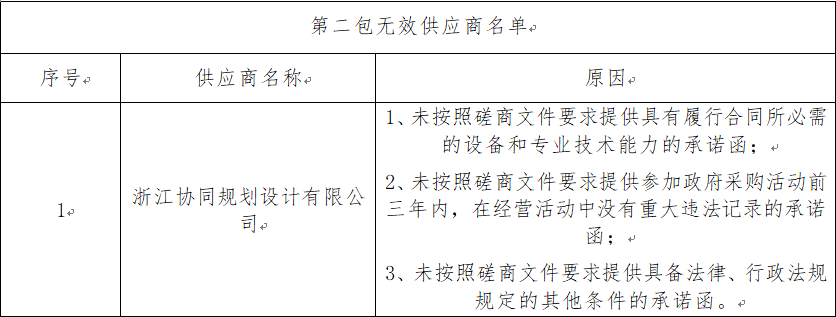 第二包无效供应商名单
序号
供应商名称
原因
1
浙江协同规划设计有限公
司
1、未按照磋商文件要求提供具有履行合同所必需
的设备和专业技术能力的承诺函；
2、未按照磋商文件要求提供参加政府采购活动前
三年内，在经营活动中没有重大违法记录的承诺
函；
3、未按照磋商文件要求提供具备法律、行政法规
规定的其他条件的承诺函。